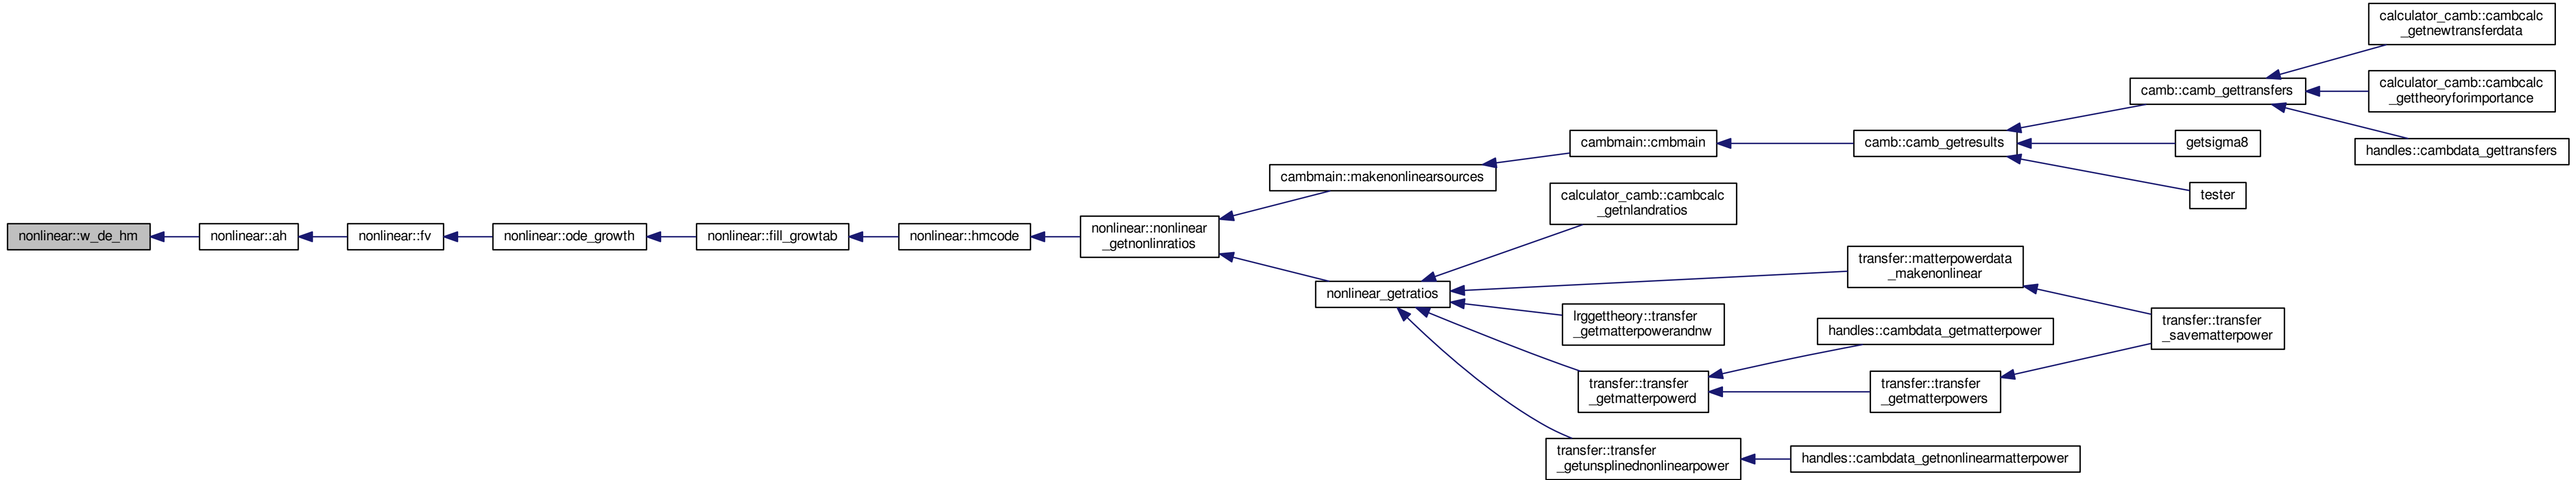 calculator_camb::cambcalc
_getnewtransferdata
camb::camb_gettransfers
calculator_camb::cambcalc
_gettheoryforimportance
cambmain::cmbmain
camb::camb_getresults
getsigma8
handles::cambdata_gettransfers
cambmain::makenonlinearsources
tester
calculator_camb::cambcalc
_getnlandratios
nonlinear::w_de_hm
nonlinear::ah
nonlinear::fv
nonlinear::ode_growth
nonlinear::fill_growtab
nonlinear::hmcode
nonlinear::nonlinear
_getnonlinratios
transfer::matterpowerdata
_makenonlinear
nonlinear_getratios
lrggettheory::transfer
_getmatterpowerandnw
handles::cambdata_getmatterpower
transfer::transfer
_savematterpower
transfer::transfer
_getmatterpowerd
transfer::transfer
_getmatterpowers
transfer::transfer
_getunsplinednonlinearpower
handles::cambdata_getnonlinearmatterpower